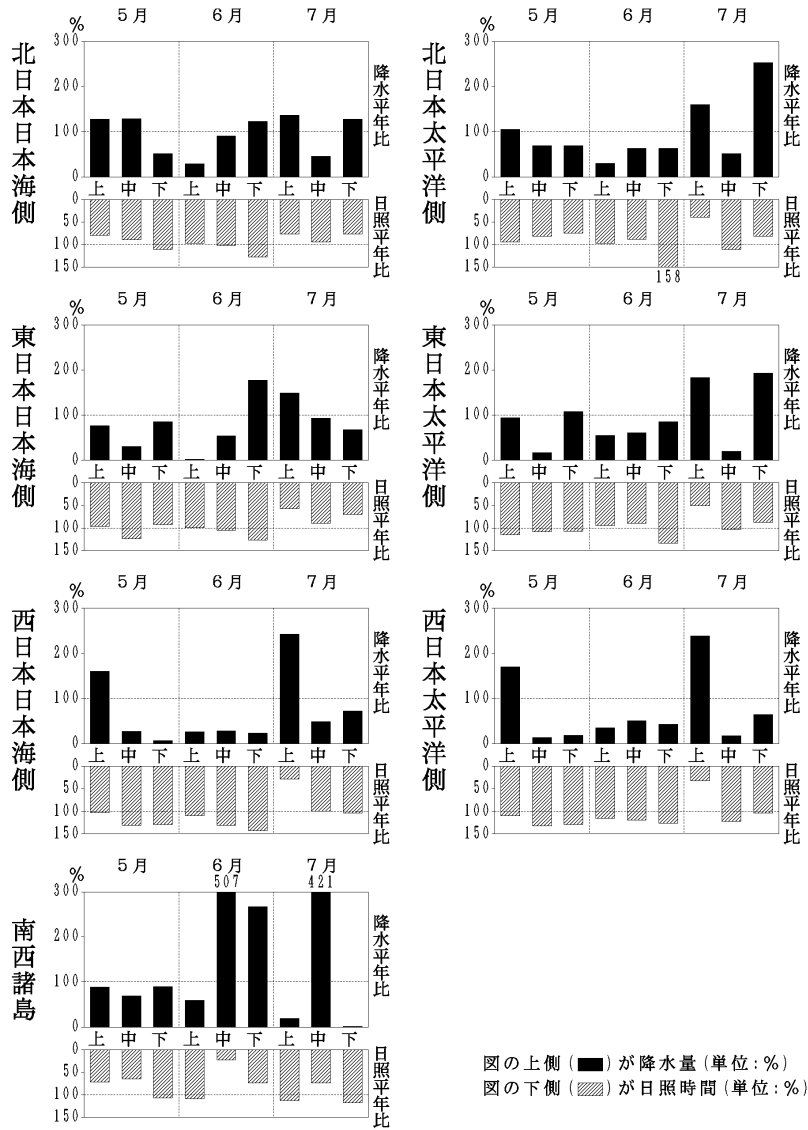 北日本日本海側
% 5月 6月 7月
300
200
100
0
上 中 下 上 中 下 上 中 下
0
50
100
150
降水平年比
日照平年比
北日本太平洋側
% 5月 6月 7月
300
200
100
0
上 中 下 上 中 下 上 中 下
0
50
100
150
158
降水平年比
日照平年比
東日本日本海側
% 5月 6月 7月
300
200
100
0
上 中 下 上 中 下 上 中 下
0
50
100
150
降水平年比
日照平年比
東日本太平洋側
% 5月 6月 7月
300
200
100
0
上 中 下 上 中 下 上 中 下
0
50
100
150
降水平年比
日照平年比
西日本日本海側
% 5月 6月 7月
300
200
100
0
上 中 下 上 中 下 上 中 下
0
50
100
150
降水平年比
日照平年比
西日本太平洋側
% 5月 6月 7月
300
200
100
0
上 中 下 上 中 下 上 中 下
0
50
100
150
降水平年比
日照平年比
南西諸島
% 5月 6月 7月
507 421
300
200
100
0
上 中 下 上 中 下 上 中 下
0
50
100
150
降水平年比
日照平年比
図の上側(■)が降水量(単位:%)
図の下側(▨)が日照時間(単位:%)